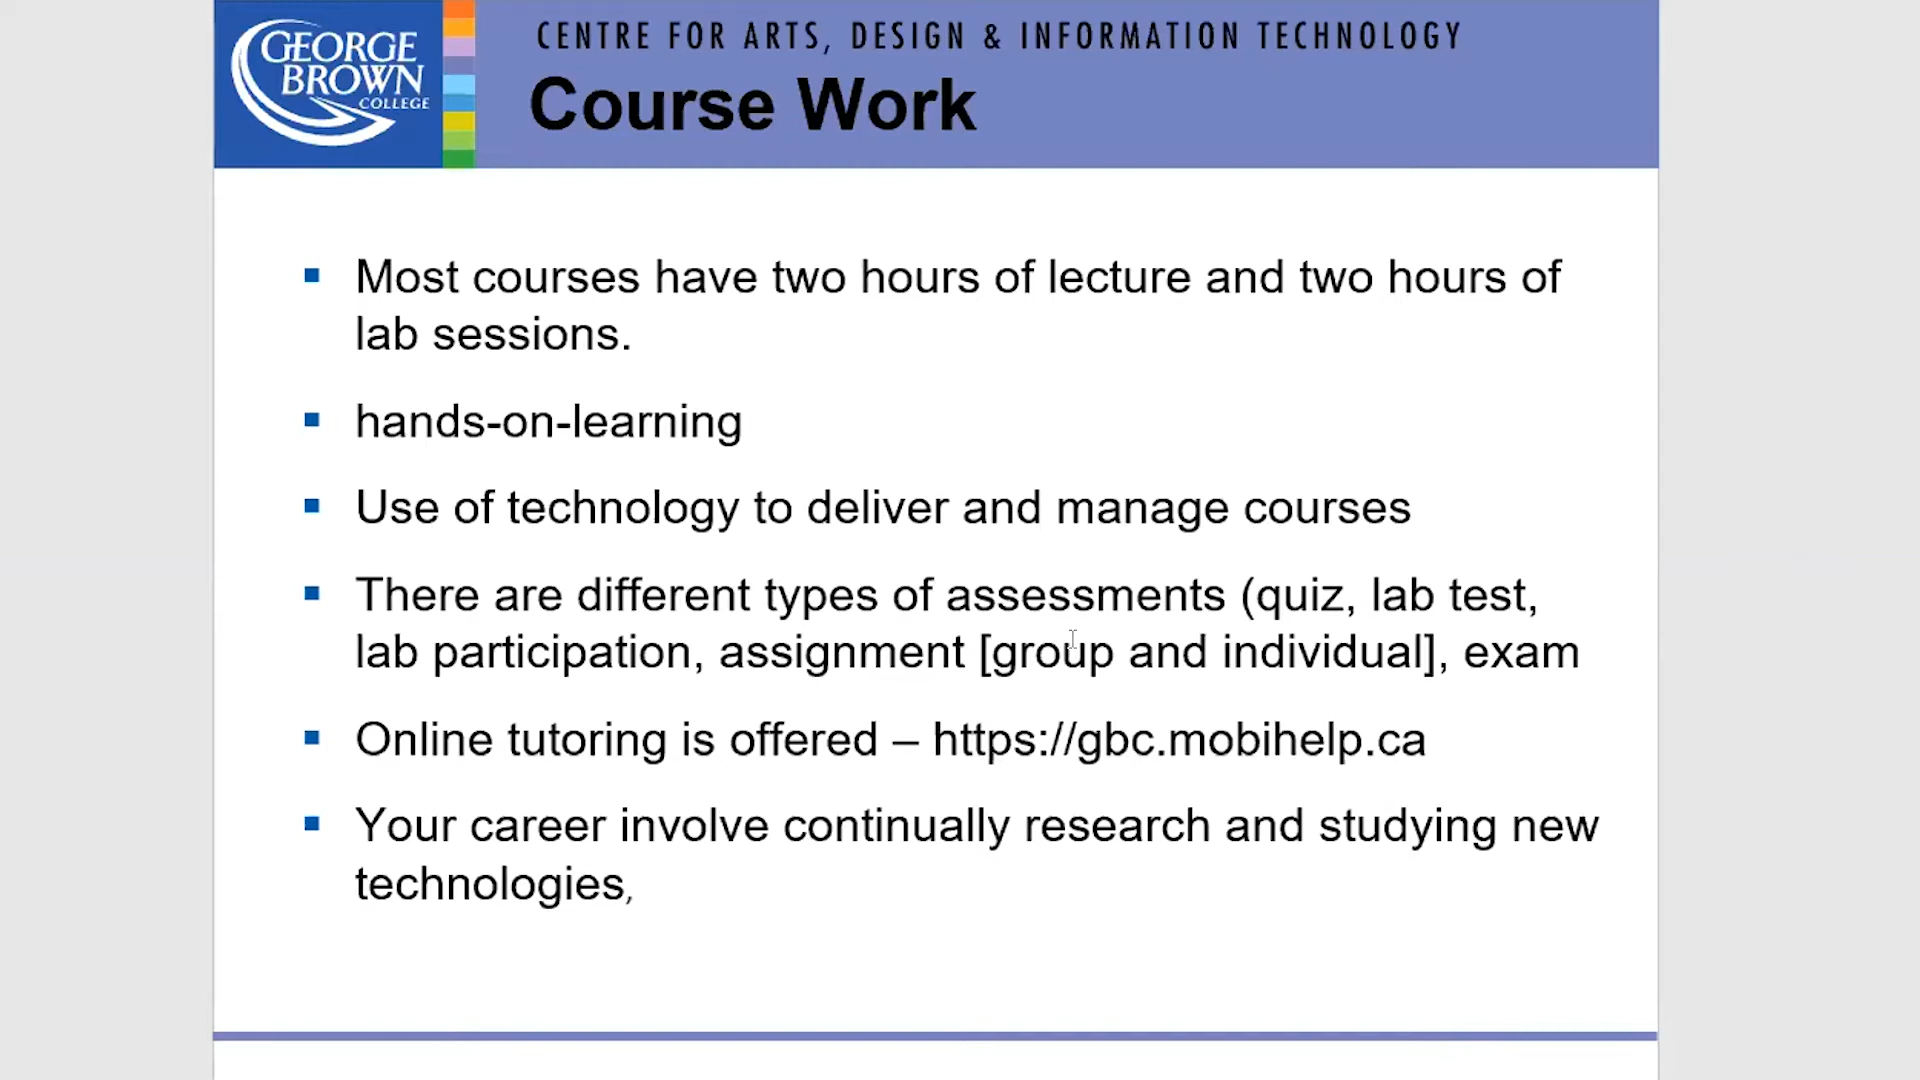 GEORGE
BROWN
COLLEGE
CENTRE FOR ARTS, DESIGN & INFORMATION TECHNOLOGY
Course Work
Most courses have two hours of lecture and two hours of
lab sessions.
hands-on-learning
Use of technology to deliver and manage courses
There are different types of assessments (quiz, lab test,
lab participation, assignment [group and individual], exam
Online tutoring is offered – https://gbc.mobihelp.ca
Your career involve continually research and studying new
technologies,